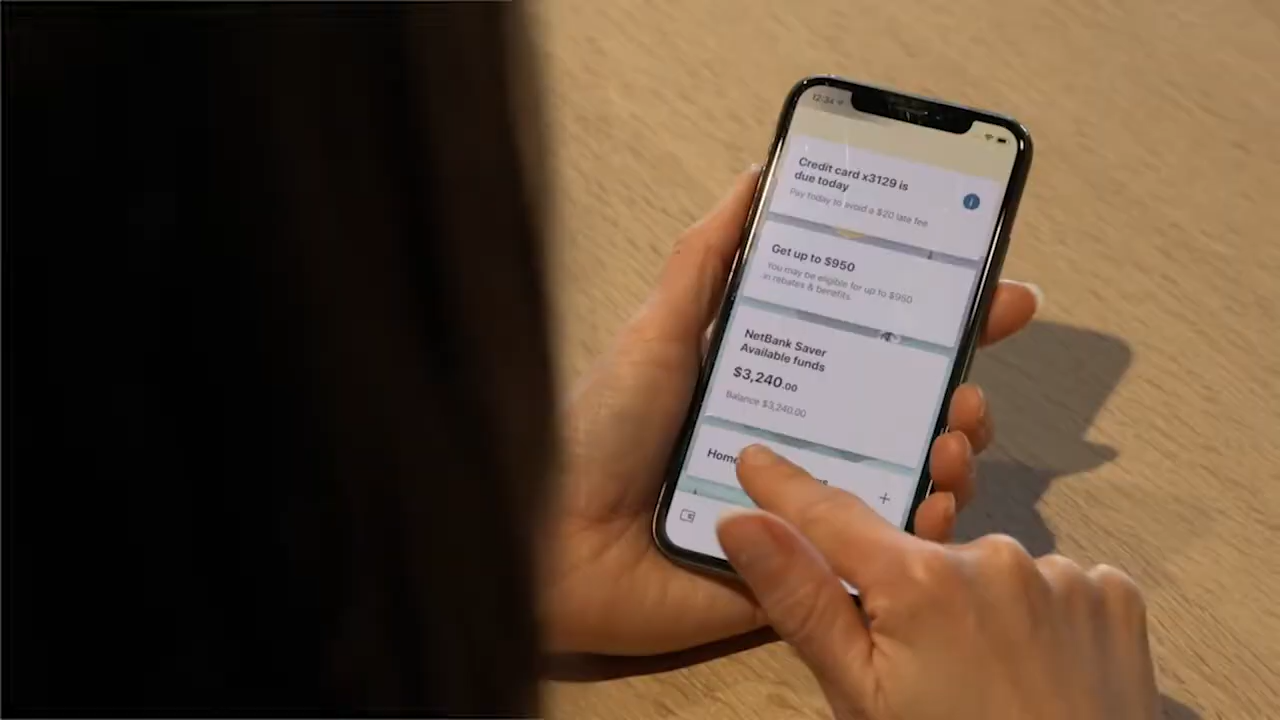 12:34
Credit card x3129 is
due today
Pay today to avoid a $20 late fee
Get up to $950
You may be eligible for up to $950
in rebates & benefits.
NetBank Saver
Available funds
$3,240.00
Balance $3,240.00
Home